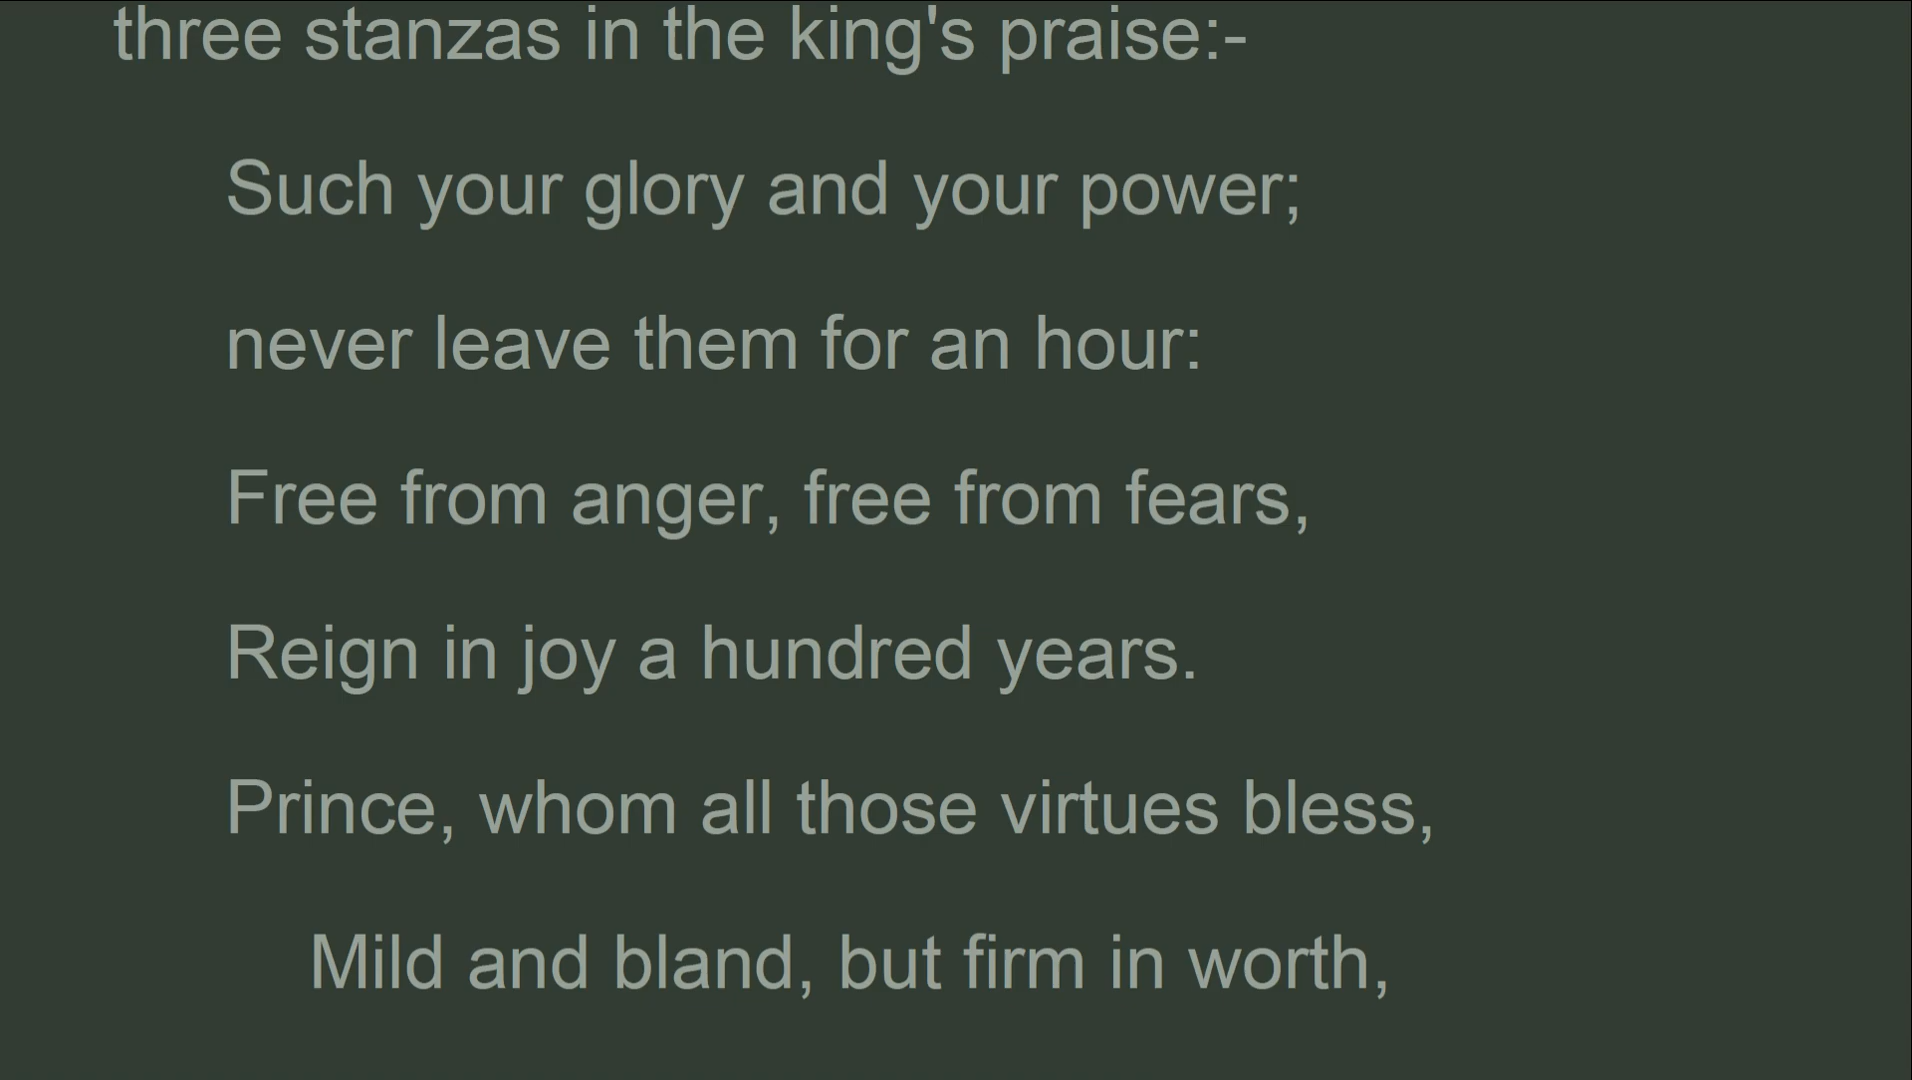 three stanzas in the king's praise:-
Such your glory and your power;
never leave them for an hour:
Free from anger, free from fears,
Reign in joy a hundred years.
Prince, whom all those virtues bless,
Mild and bland, but firm in worth,